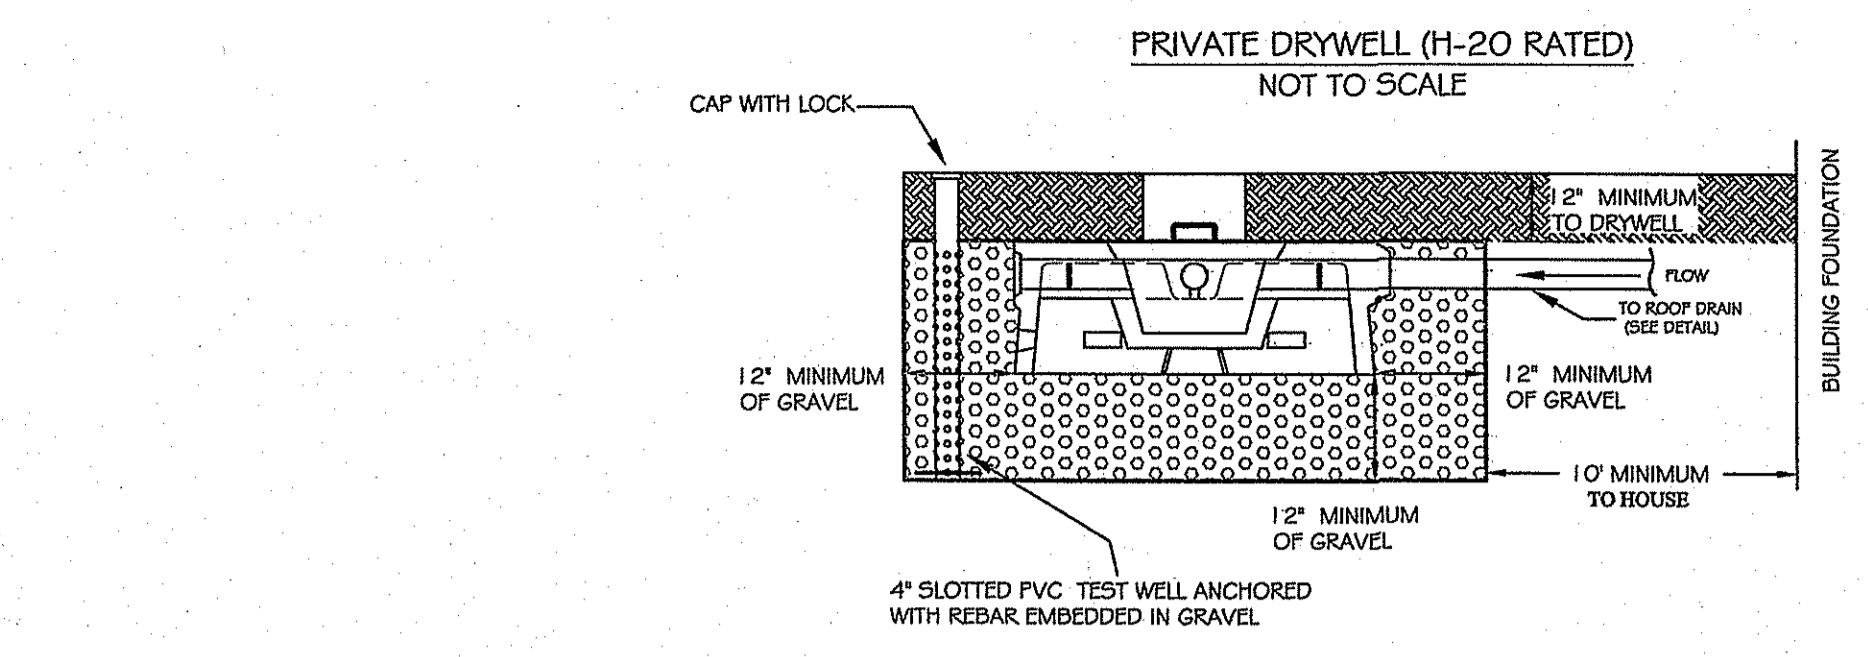 PRIVATE DRYWELL (H-20 RATED)
NOT TO SCALE
CAP WITH LOCK
12" MINIMUM
TO DRYWELL
BUILDING FOUNDATION
FLOW
TO ROOF DRAIN
(SEE DETAIL)
12" MINIMUM
OF GRAVEL
12" MINIMUM
OF GRAVEL
10' MINIMUM
TO HOUSE
12" MINIMUM
OF GRAVEL
4" SLOTTED PVC TEST WELL ANCHORED
WITH REBAR EMBEDDED IN GRAVEL